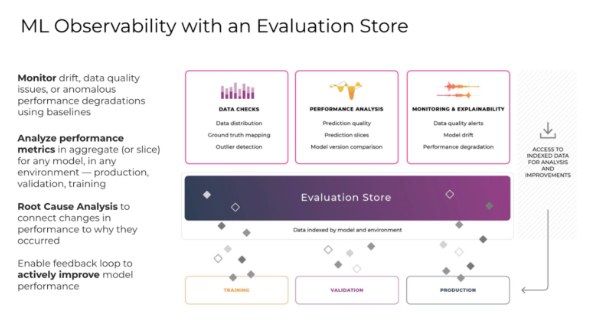 ML Observability with an Evaluation Store
Monitor drift, data quality
issues, or anomalous
performance degradations
using baselines
Analyze performance
metrics in aggregate (or slice)
for any model, in any
environment — production,
validation, training
Root Cause Analysis to
connect changes in
performance to why they
occurred
Enable feedback loop to
actively improve model
performance
DATA CHECKS
Data distribution
Ground truth mapping
Outlier detection
PERFORMANCE ANALYSIS
Prediction quality
Prediction slices
Model version comparison
MONITORING & EXPLAINABILITY
Data quality alerts
Model drift
Performance degradation
ACCESS TO
INDEXED DATA
FOR ANALYSIS
AND
IMPROVEMENTS
Evaluation Store
Data indexed by model and environment
TRAINING
VALIDATION
PRODUCTION